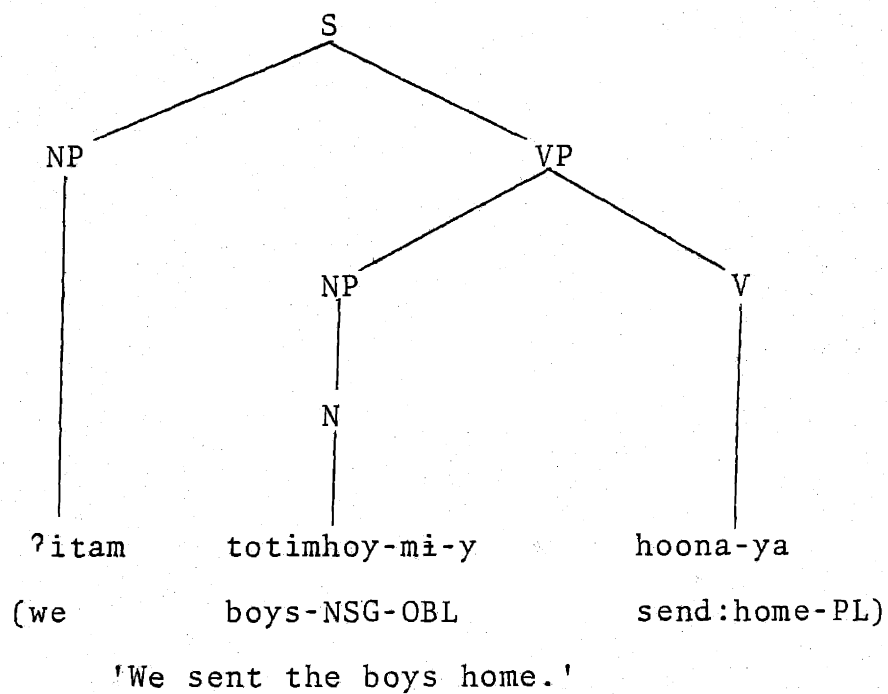 S
NP VP
NP V
N
ʔitam totimhoy-mɨ-y hoona-ya
(we boys-NSG-OBL send:home-PL)
'We sent the boys home.'